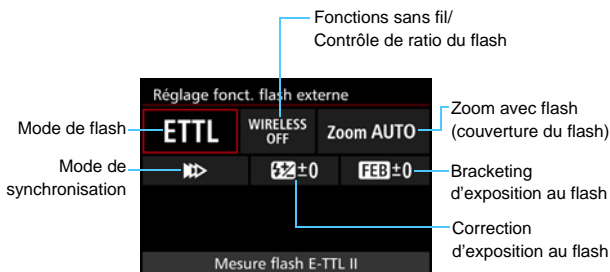 Fonctions sans fil/
Contrôle de ratio du flash
Réglage fonct. flash externe
Mode de flash
ETTL
WIRELESS
OFF
Zoom AUTO
Zoom avec flash
(couverture du flash)
Mode de
synchronisation
±0
FEB±0
Bracketing
d'exposition au flash
Correction
d'exposition au flash
Mesure flash E-TTL II